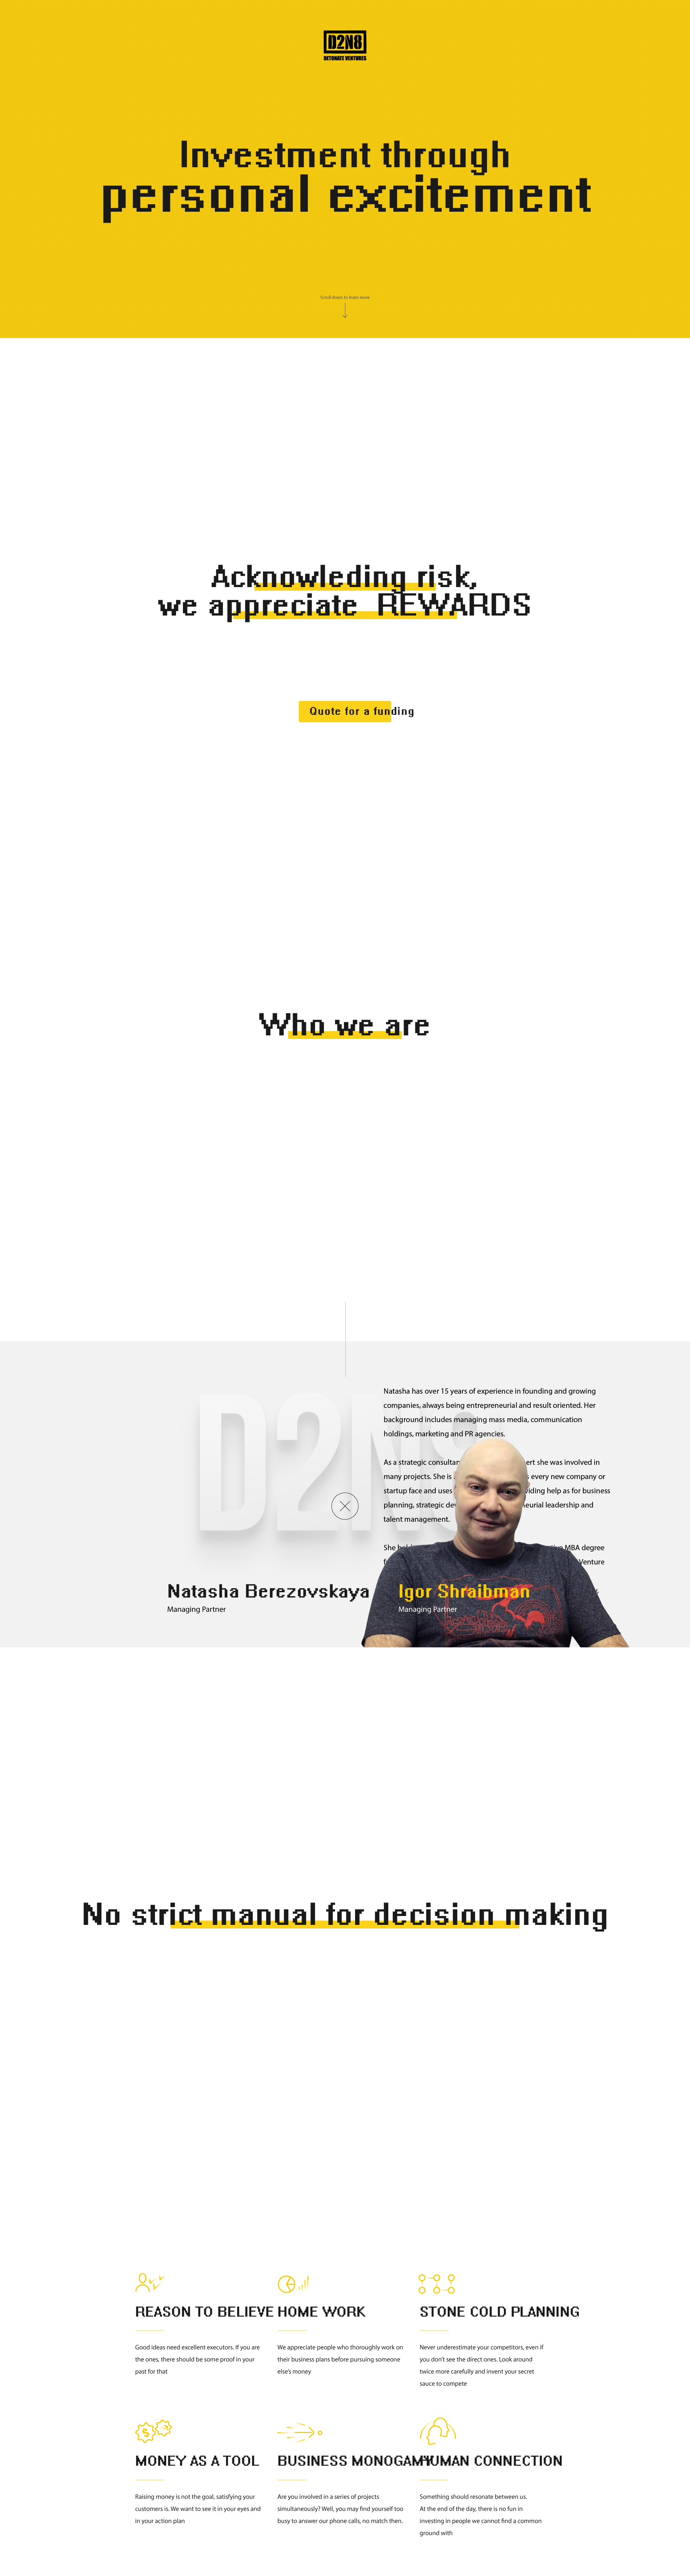 D2N8
DETONATE VENTURES
Investment through
personal excitement
Scroll down to learn more
Acknowleding risk,
we appreciate REWARDS
Quote for a funding
Who we are
D2N8
Natasha has over 15 years of experience in founding and growing
companies, always being entrepreneurial and result oriented. Her
background includes managing mass media, communication
holdings, marketing and PR agencies.
As a strategic consultan ert she was involved in
many projects. She is s every new company or
startup face and uses viding help as for business
planning, strategic de eurial leadership and
talent management.
She MBA degree
Venture
Natasha Berezovskaya
Managing Partner
Igor Shraibman
Managing Partner
No strict manual for decision making
REASON TO BELIEVE
Good ideas need excellent executors. If you are
the ones, there should be some proof in your
past for that
HOME WORK
We appreciate people who thoroughly work on
their business plans before pursuing someone
else's money
STONE COLD PLANNING
Never underestimate your competitors, even if
you don't see the direct ones. Look around
twice more carefully and invent your secret
sauce to compete
MONEY AS A TOOL
Raising money is not the goal, satisfying your
customers is. We want to see it in your eyes and
in your action plan
BUSINESS MONOGAMY
Are you involved in a series of projects
simultaneously? Well, you may find yourself too
busy to answer our phone calls, no match then.
HUMAN CONNECTION
Something should resonate between us.
At the end of the day, there is no fun in
investing in people we cannot find a common
ground with